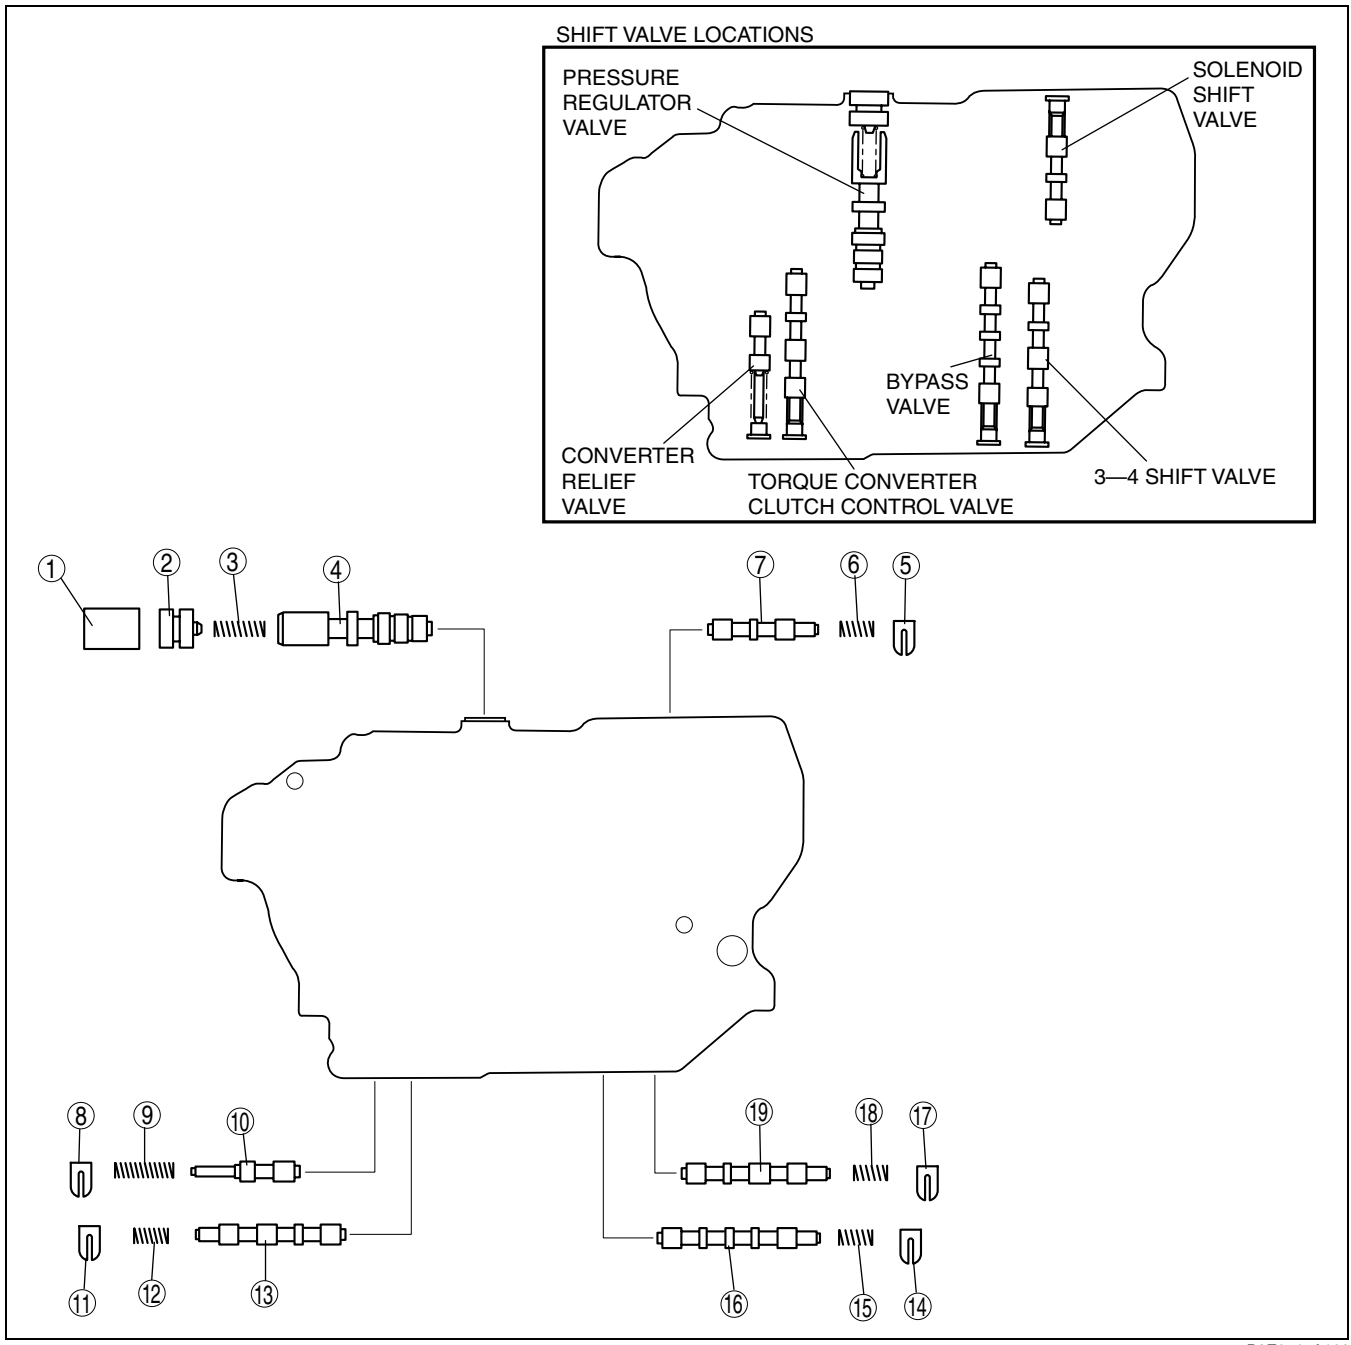 SHIFT VALVE LOCATIONS
PRESSURE
REGULATOR
VALVE
SOLENOID
SHIFT
VALVE
BYPASS
VALVE
CONVERTER
RELIEF
VALVE
TORQUE CONVERTER
CLUTCH CONTROL VALVE
3—4 SHIFT VALVE
1
2
3
4
7
6
5
8
9
10
19
18
17
11
12
13
16
15
14